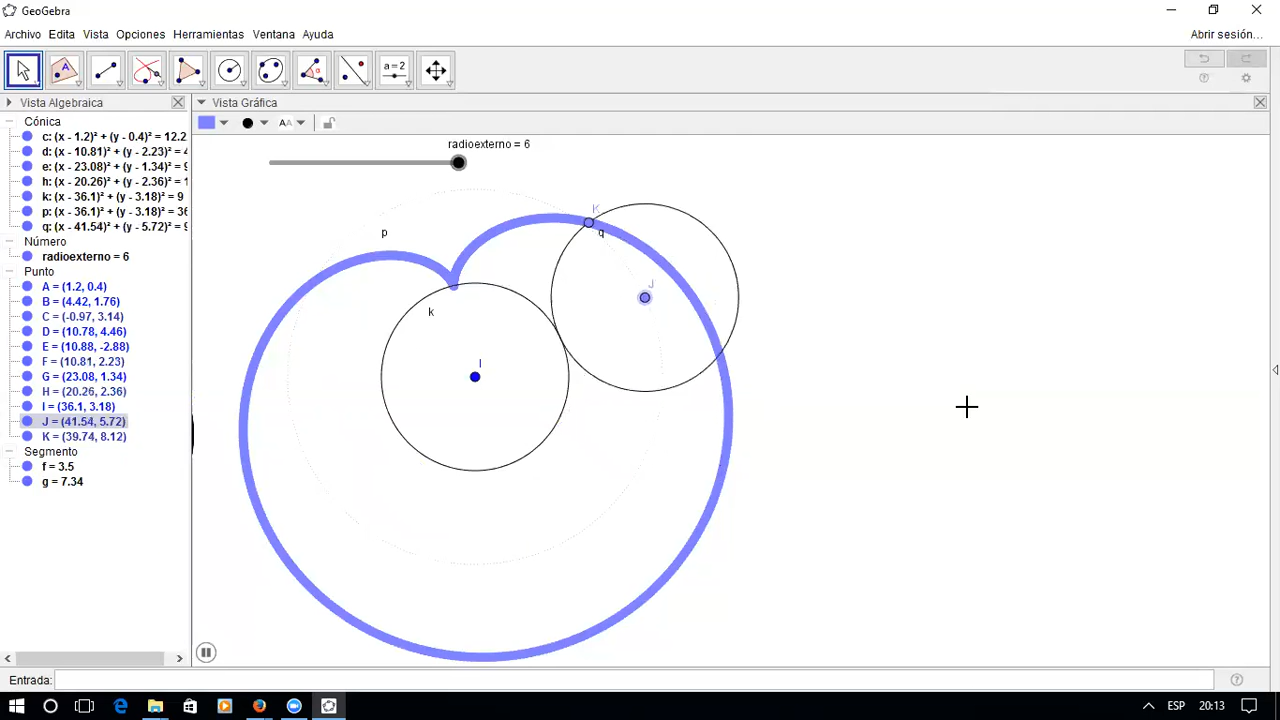 GeoGebra
Archivo Edita Vista Opciones Herramientas Ventana Ayuda
Abrir sesión...
a = 2
Vista Algebraica
Vista Gráfica
AA
Cónica
c: (x - 1.2)² + (y - 0.4)² = 12.2
d: (x - 10.81)² + (y - 2.23)² = 4
e: (x - 23.08)² + (y - 1.34)² = 9
h: (x - 20.26)² + (y - 2.36)² = 1
k: (x - 36.1)² + (y - 3.18)² = 9
p: (x - 36.1)² + (y - 3.18)² = 36
q: (x - 41.54)² + (y - 5.72)² = 9
Número
radioexterno = 6
Punto
A = (1.2, 0.4)
B = (4.42, 1.76)
C = (-0.97, 3.14)
D = (10.78, 4.46)
E = (10.88, -2.88)
F = (10.81, 2.23)
G = (23.08, 1.34)
H = (20.26, 2.36)
I = (36.1, 3.18)
J = (41.54, 5.72)
K = (39.74, 8.12)
Segmento
f = 3.5
g = 7.34
radioexterno = 6
K
p
q
J
k
I
Entrada:
ESP 20:13